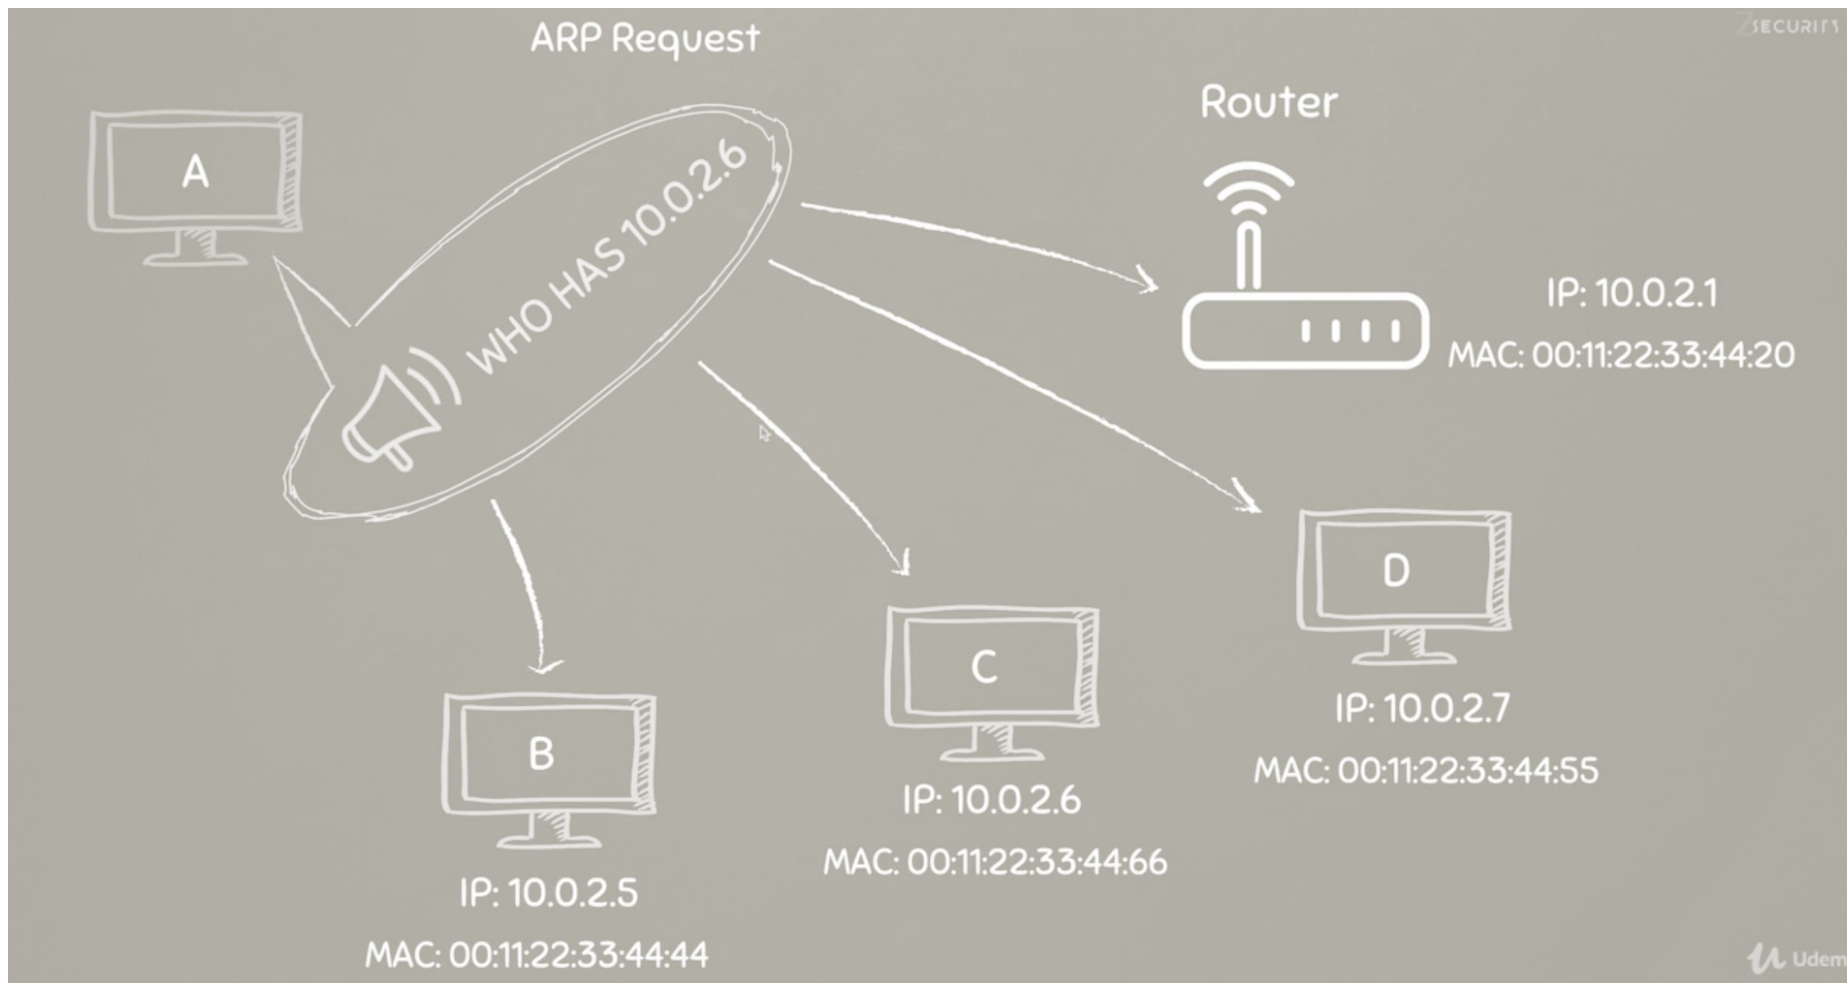 ARP Request
ZSECURITY
A
WHO HAS 10.0.2.6
Router
IP: 10.0.2.1
MAC: 00:11:22:33:44:20
D
IP: 10.0.2.7
MAC: 00:11:22:33:44:55
C
IP: 10.0.2.6
MAC: 00:11:22:33:44:66
B
IP: 10.0.2.5
MAC: 00:11:22:33:44:44
Udem